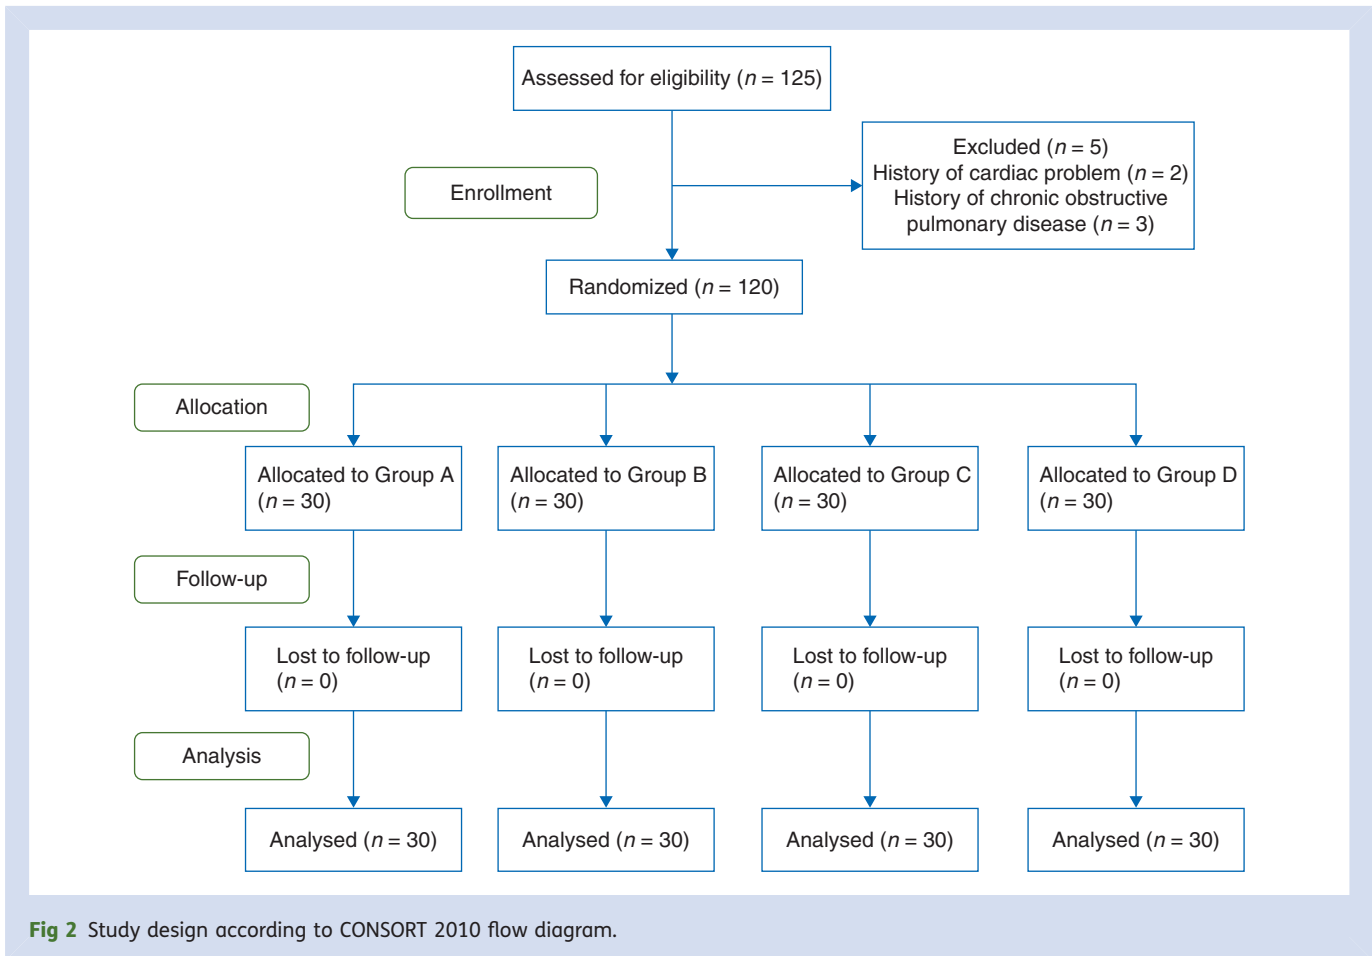 Assessed for eligibility (n = 125)
Excluded (n = 5)
History of cardiac problem (n = 2)
History of chronic obstructive
pulmonary disease (n = 3)
Enrollment
Randomized (n = 120)
Allocation
Allocated to Group A
(n = 30)
Allocated to Group B
(n = 30)
Allocated to Group C
(n = 30)
Allocated to Group D
(n = 30)
Follow-up
Lost to follow-up
(n = 0)
Lost to follow-up
(n = 0)
Lost to follow-up
(n = 0)
Lost to follow-up
(n = 0)
Analysis
Analysed (n = 30)
Analysed (n = 30)
Analysed (n = 30)
Analysed (n = 30)
Fig 2 Study design according to CONSORT 2010 flow diagram.